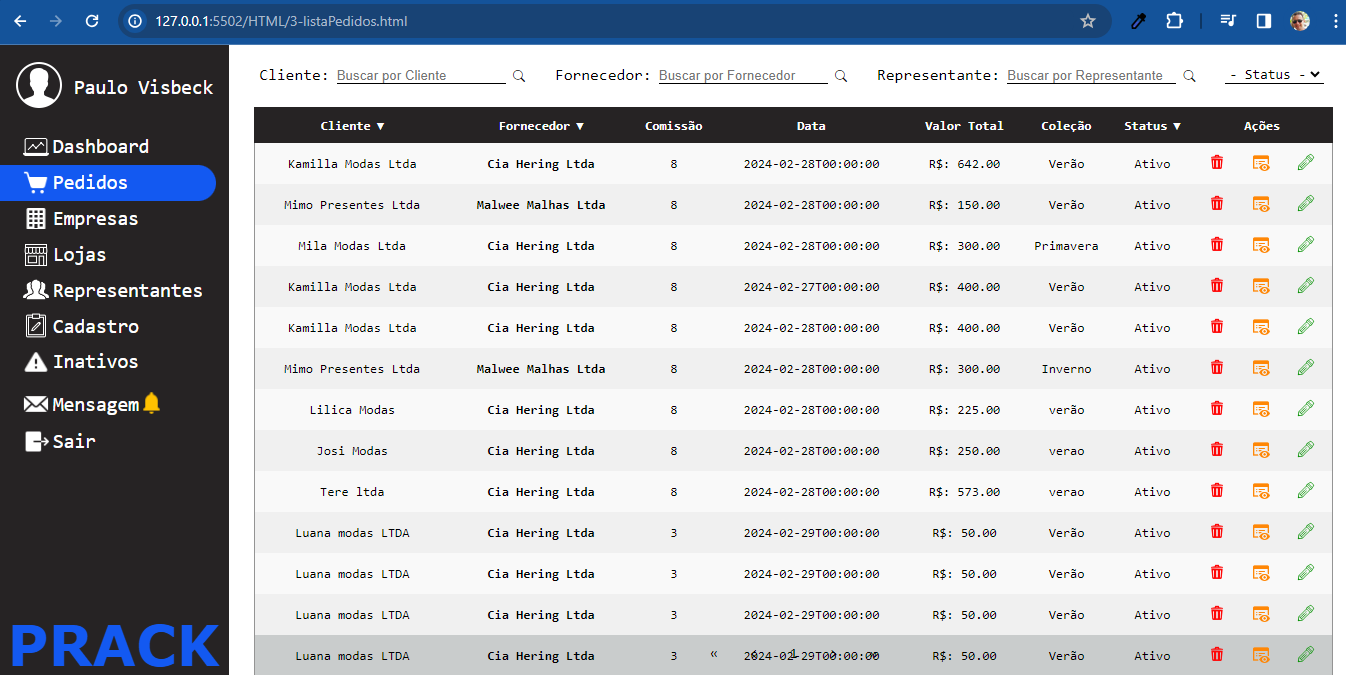 127.0.0.1:5502/HTML/3-listaPedidos.html
Paulo Visbeck
Dashboard
Pedidos
Empresas
Lojas
Representantes
Cadastro
Inativos
Mensagem
Sair
PRACK
Cliente: Buscar por Cliente Fornecedor: Buscar por Fornecedor Representante: Buscar por Representante - Status -
Cliente ▼ Fornecedor ▼ Comissão Data Valor Total Coleção Status ▼ Ações
Kamilla Modas Ltda Cia Hering Ltda 8 2024-02-28T00:00:00 R$: 642.00 Verão Ativo
Mimo Presentes Ltda Malwee Malhas Ltda 8 2024-02-28T00:00:00 R$: 150.00 Verão Ativo
Mila Modas Ltda Cia Hering Ltda 8 2024-02-28T00:00:00 R$: 300.00 Primavera Ativo
Kamilla Modas Ltda Cia Hering Ltda 8 2024-02-27T00:00:00 R$: 400.00 Verão Ativo
Kamilla Modas Ltda Cia Hering Ltda 8 2024-02-28T00:00:00 R$: 400.00 Verão Ativo
Mimo Presentes Ltda Malwee Malhas Ltda 8 2024-02-28T00:00:00 R$: 300.00 Inverno Ativo
Lilica Modas Cia Hering Ltda 8 2024-02-28T00:00:00 R$: 225.00 verão Ativo
Josi Modas Cia Hering Ltda 8 2024-02-28T00:00:00 R$: 250.00 verao Ativo
Tere ltda Cia Hering Ltda 8 2024-02-28T00:00:00 R$: 573.00 verao Ativo
Luana modas LTDA Cia Hering Ltda 3 2024-02-29T00:00:00 R$: 50.00 Verão Ativo
Luana modas LTDA Cia Hering Ltda 3 2024-02-29T00:00:00 R$: 50.00 Verão Ativo
Luana modas LTDA Cia Hering Ltda 3 2024-02-29T00:00:00 R$: 50.00 Verão Ativo
Luana modas LTDA Cia Hering Ltda 3 2024-02-29T00:00:00 R$: 50.00 Verão Ativo
« ‹ 1 › »